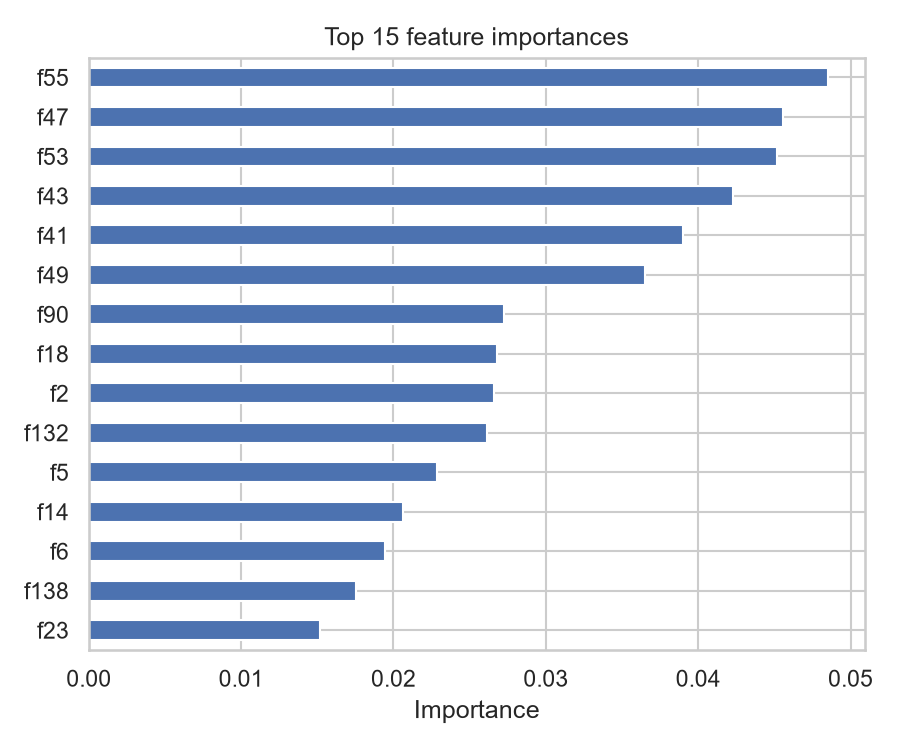 Top 15 feature importances
f55
f47
f53
f43
f41
f49
f90
f18
f2
f132
f5
f14
f6
f138
f23
0.00 0.01 0.02 0.03 0.04 0.05
Importance